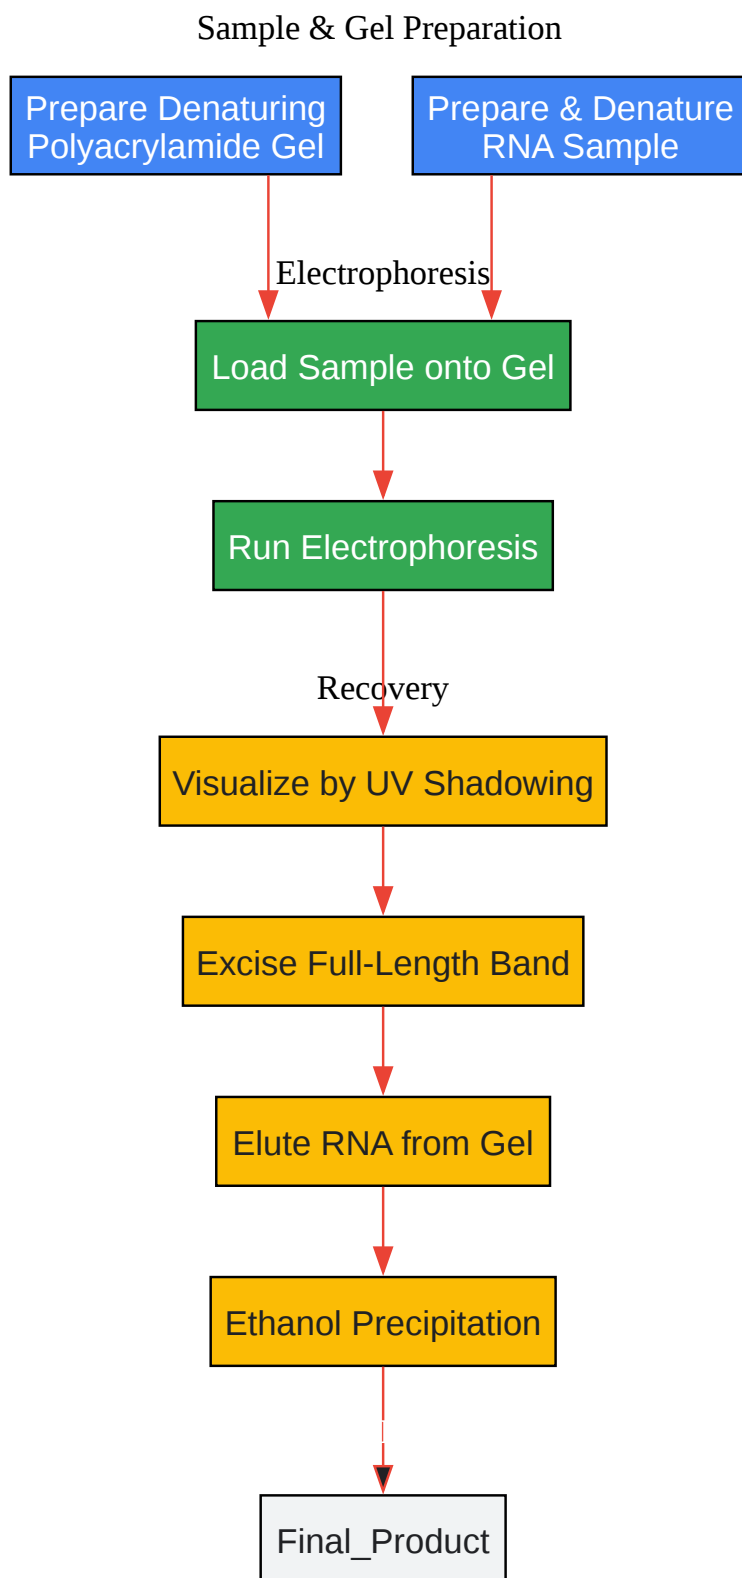 Sample & Gel Preparation
Prepare Denaturing
Polyacrylamide Gel
Prepare & Denature
RNA Sample
Electrophoresis
Load Sample onto Gel
Run Electrophoresis
Recovery
Visualize by UV Shadowing
Excise Full-Length Band
Elute RNA from Gel
Ethanol Precipitation
Final_Product